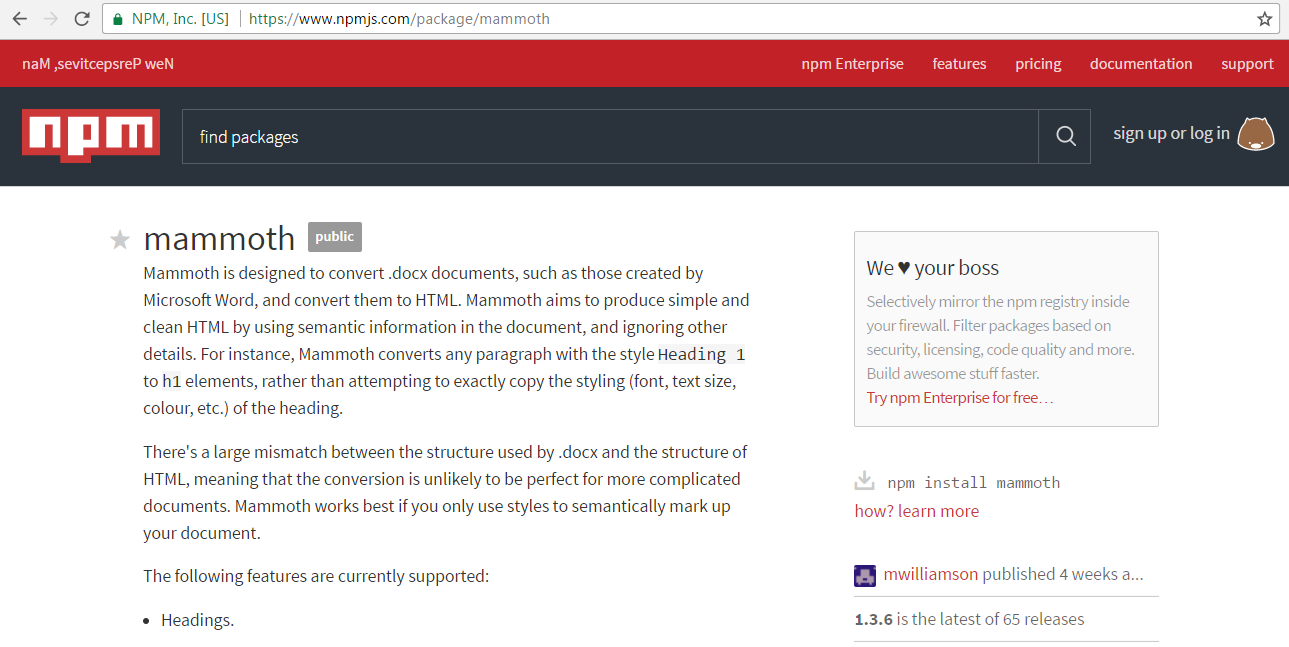 NPM, Inc. [US] https://www.npmjs.com/package/mammoth
naM ,sevitcepsreP weN
npm Enterprise features pricing documentation support
npm
find packages
sign up or log in
mammoth public
Mammoth is designed to convert .docx documents, such as those created by
Microsoft Word, and convert them to HTML. Mammoth aims to produce simple and
clean HTML by using semantic information in the document, and ignoring other
details. For instance, Mammoth converts any paragraph with the style Heading 1
to h1 elements, rather than attempting to exactly copy the styling (font, text size,
colour, etc.) of the heading.
There's a large mismatch between the structure used by .docx and the structure of
HTML, meaning that the conversion is unlikely to be perfect for more complicated
documents. Mammoth works best if you only use styles to semantically mark up
your document.
The following features are currently supported:
• Headings.
We ♥ your boss
Selectively mirror the npm registry inside
your firewall. Filter packages based on
security, licensing, code quality and more.
Build awesome stuff faster.
Try npm Enterprise for free…
npm install mammoth
how? learn more
mwilliamson published 4 weeks a…
1.3.6 is the latest of 65 releases